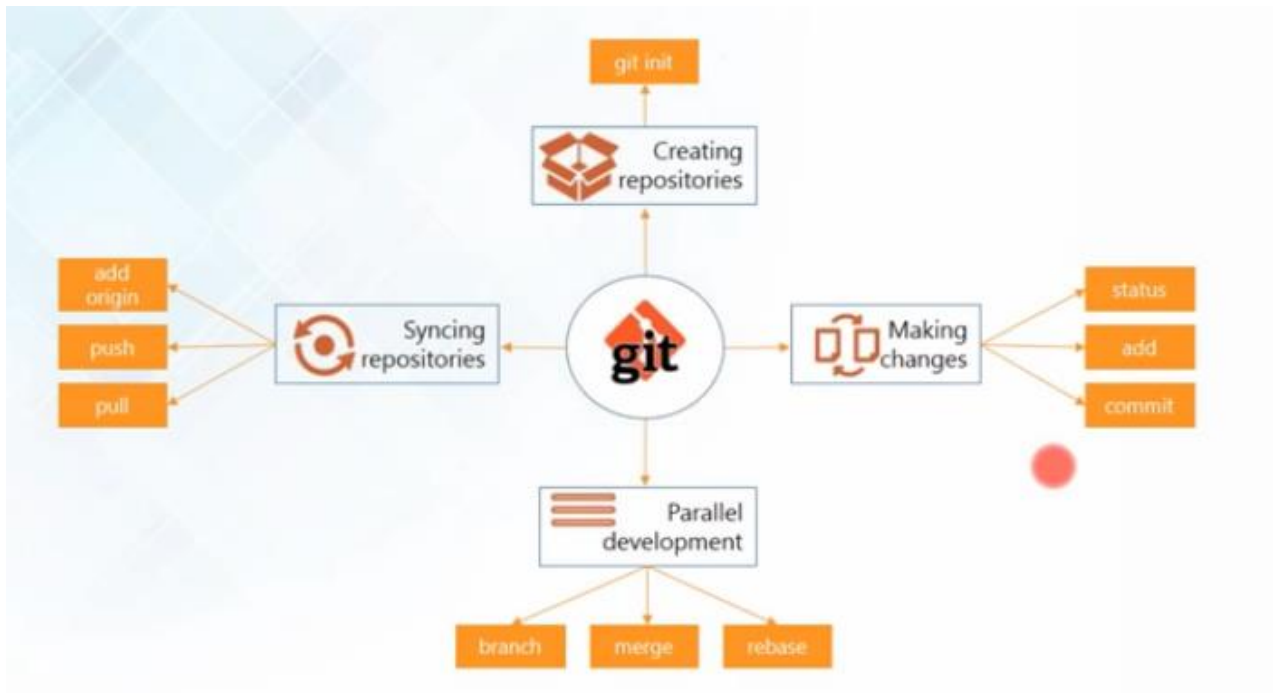 git init
Creating
repositories
add
origin
push
pull
Syncing
repositories
git
Making
changes
status
add
commit
Parallel
development
branch
merge
rebase